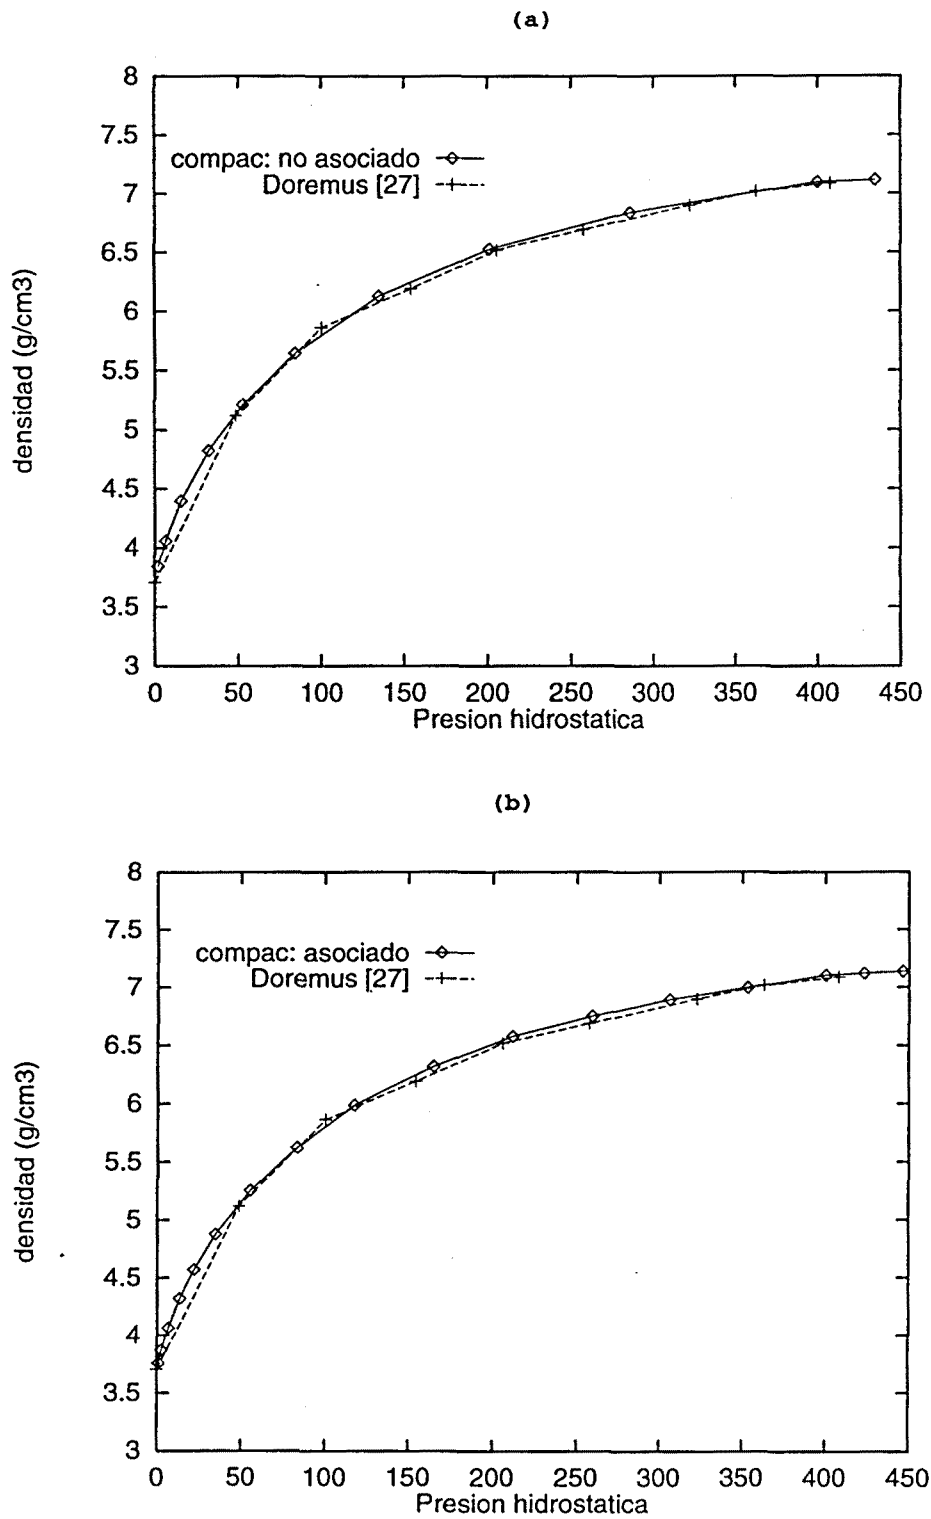 (a)
8
7.5
compac: no asociado
Doremus [27]
7
6.5
6
5.5
5
4.5
4
3.5
3
densidad (g/cm3)
0 50 100 150 200 250 300 350 400 450
Presion hidrostatica
(b)
8
7.5
compac: asociado
Doremus [27]
7
6.5
6
5.5
5
4.5
4
3.5
3
densidad (g/cm3)
0 50 100 150 200 250 300 350 400 450
Presion hidrostatica